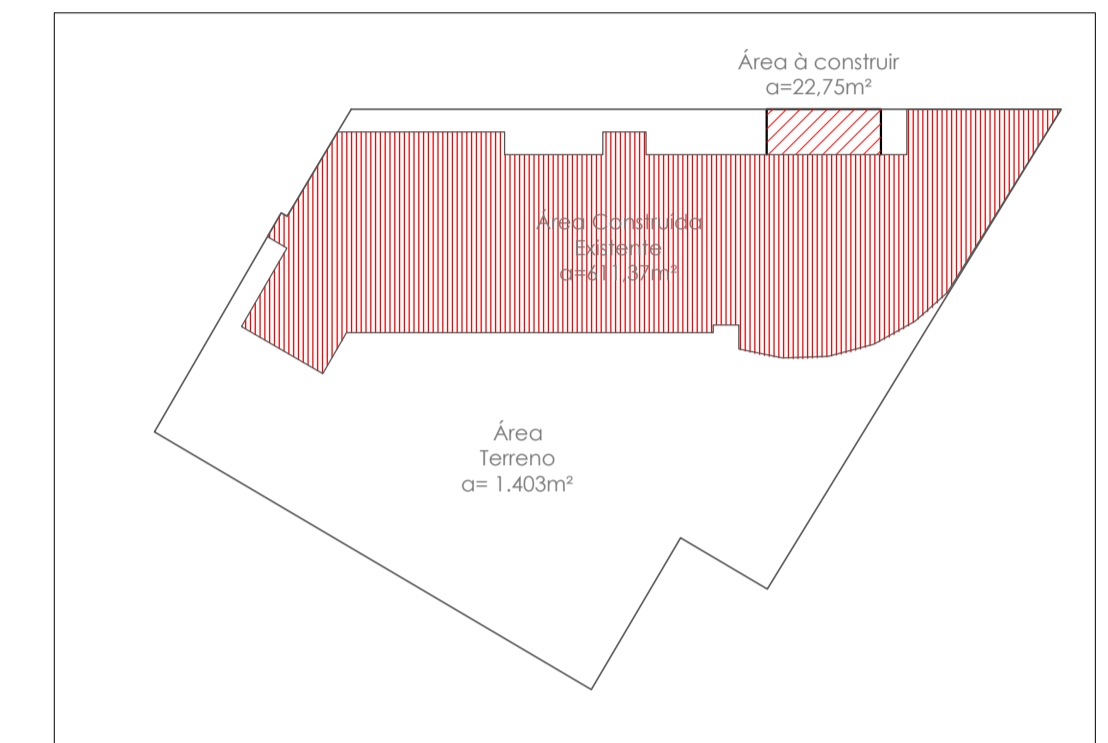 Área à construir
a=22,75m²
Área Construída
Existente
a=611,37m²
Área
Terreno
a= 1.403m²